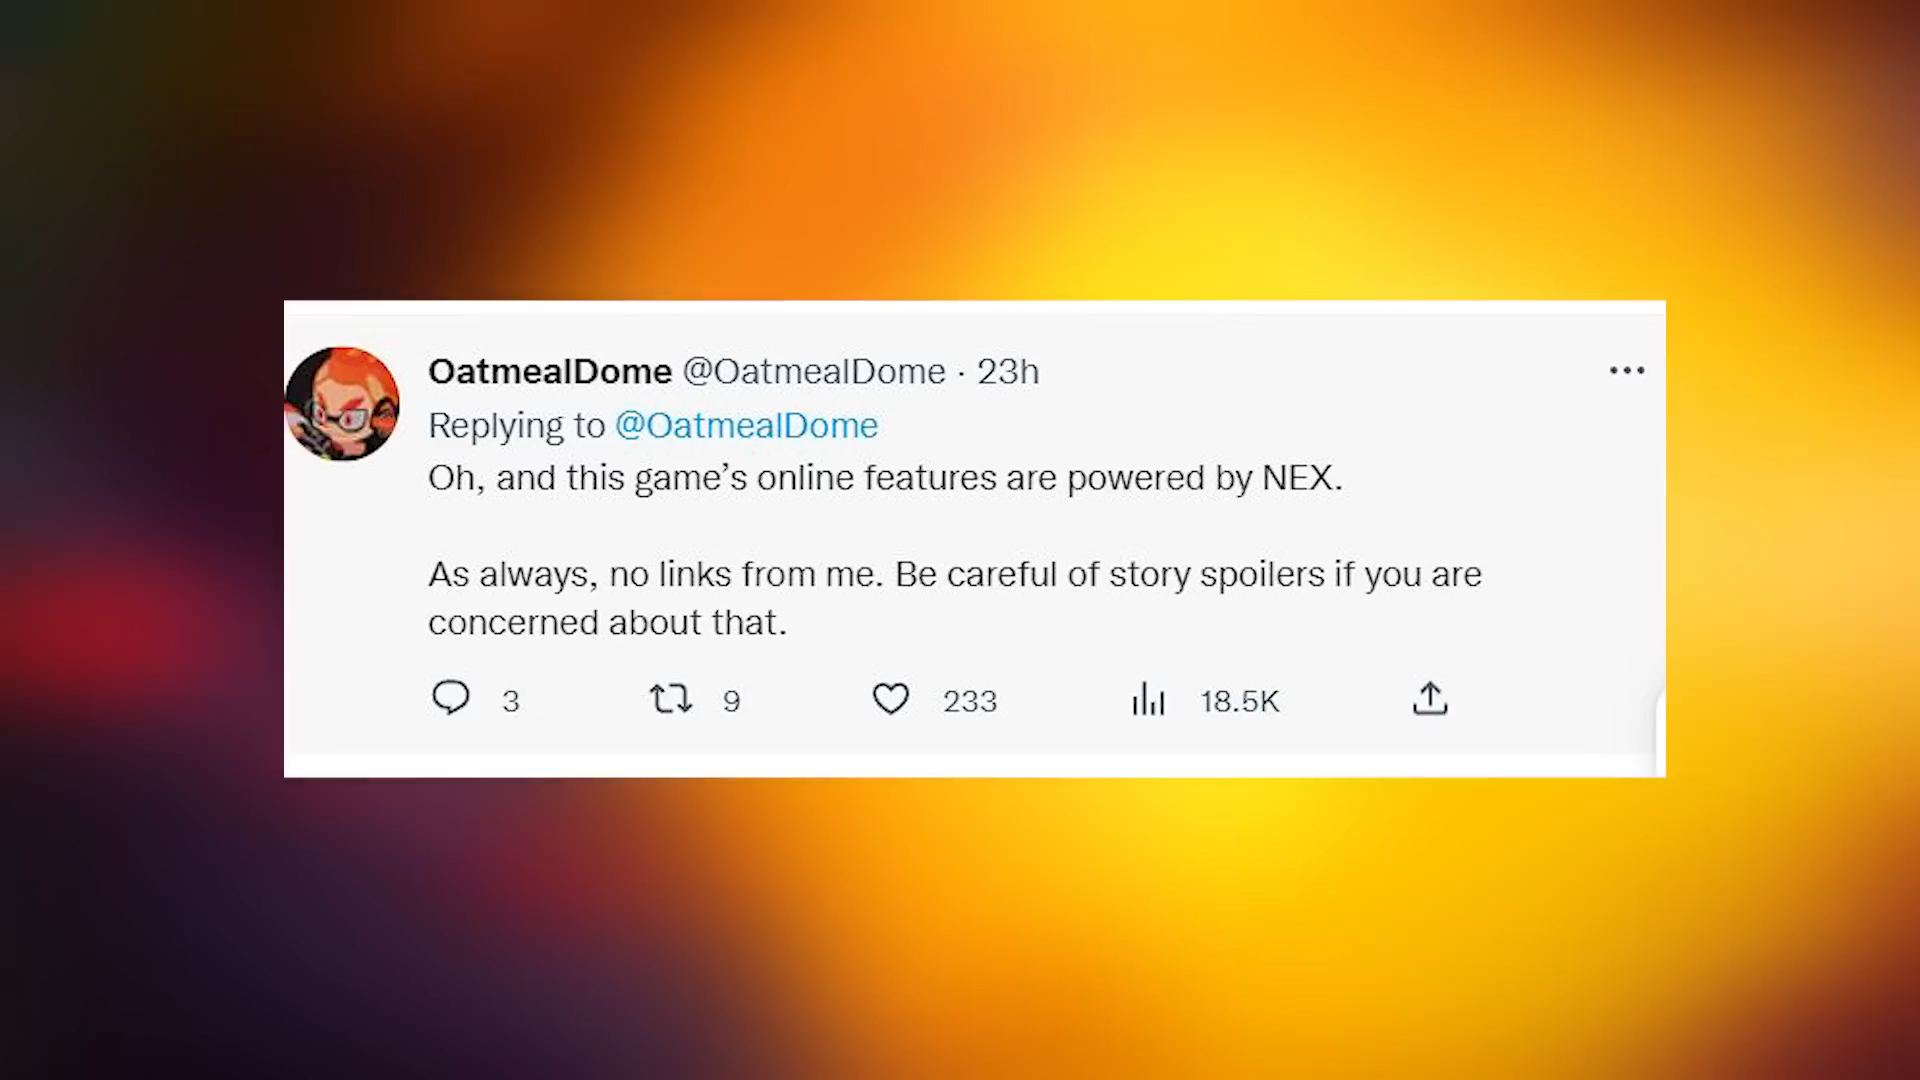 OatmealDome @OatmealDome · 23h
Replying to @OatmealDome
Oh, and this game’s online features are powered by NEX.
As always, no links from me. Be careful of story spoilers if you are
concerned about that.
3 9 233 18.5K